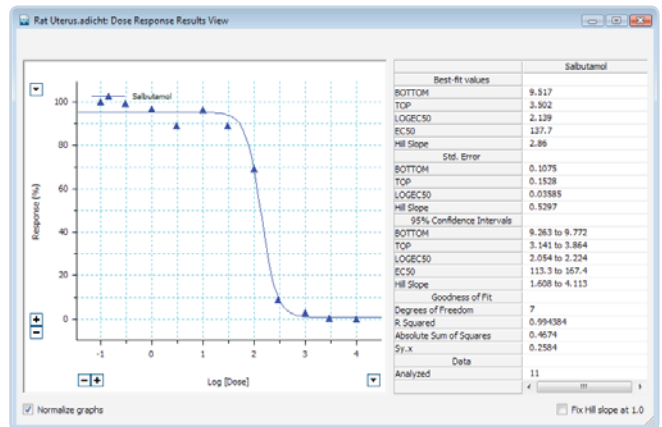 Rat Uterus.adicht: Dose Response Results View
Salbutamol
100
80
60
40
20
0
Response (%)
-1 0 1 2 3 4
Log [Dose]
Salbutamol
Best-fit values
BOTTOM 9.517
TOP 3.502
LOGEC50 2.139
EC50 137.7
Hill Slope 2.86
Std. Error
BOTTOM 0.1075
TOP 0.1528
LOGEC50 0.03585
Hill Slope 0.5297
95% Confidence Intervals
BOTTOM 9.263 to 9.772
TOP 3.141 to 3.864
LOGEC50 2.054 to 2.224
EC50 113.3 to 167.4
Hill Slope 1.608 to 4.113
Goodness of Fit
Degrees of Freedom 7
R Squared 0.994384
Absolute Sum of Squares 0.4674
Sy.x 0.2584
Data
Analyzed 11
Normalize graphs
Fix Hill slope at 1.0